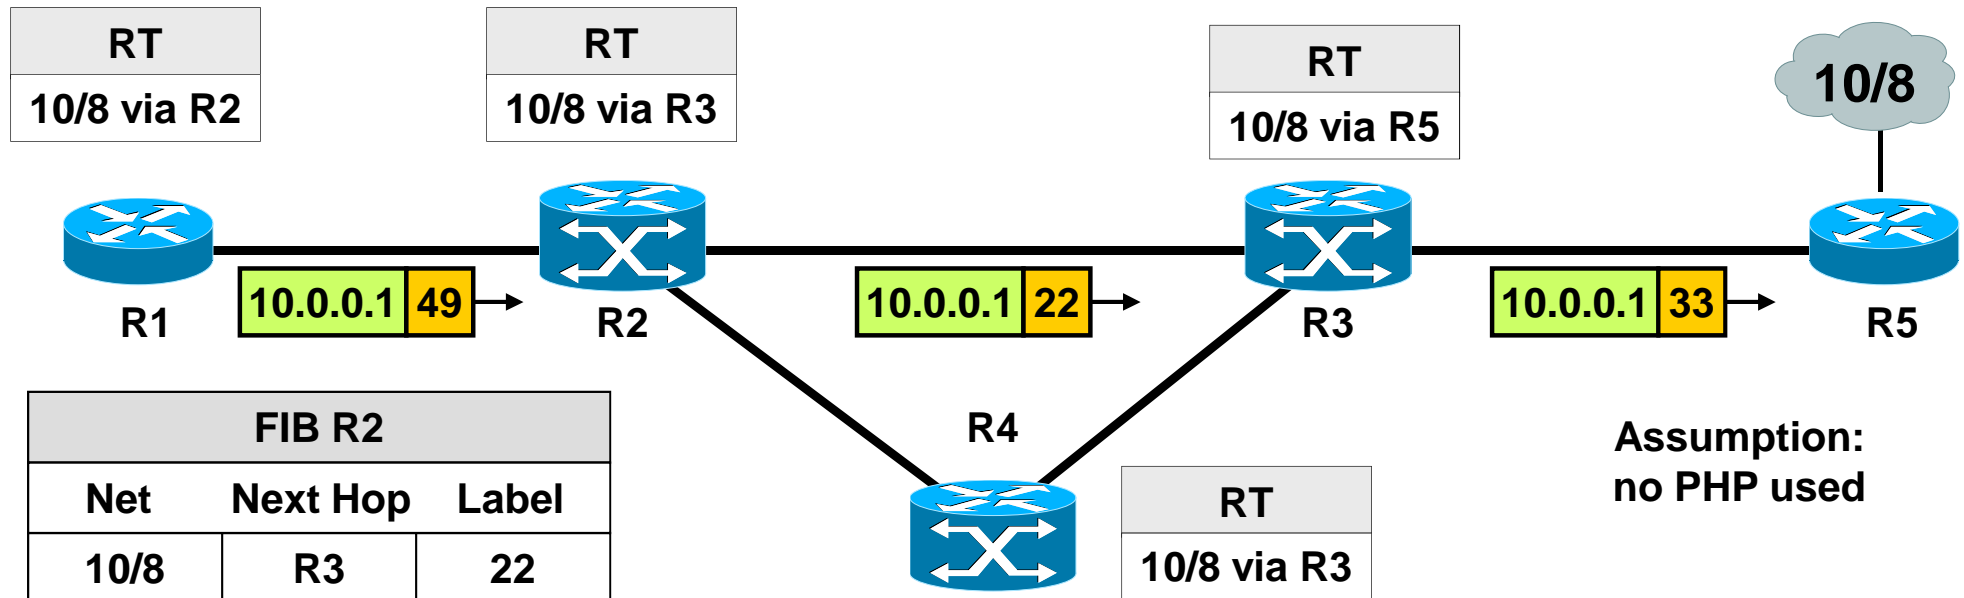 RT
10/8 via R2
RT
10/8 via R3
RT
10/8 via R5
10/8
10.0.0.1 49
10.0.0.1 22
10.0.0.1 33
R1
R2
R3
R5
FIB R2
Net Next Hop Label
10/8 R3 22
R4
RT
10/8 via R3
Assumption:
no PHP used